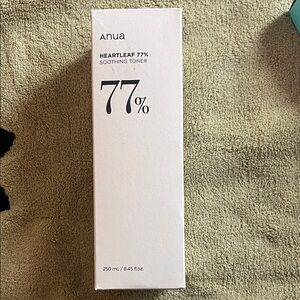 Anua
HEARTLEAF 77%
SOOTHING TONER
77%
250 mL / 8.45 fl.oz.